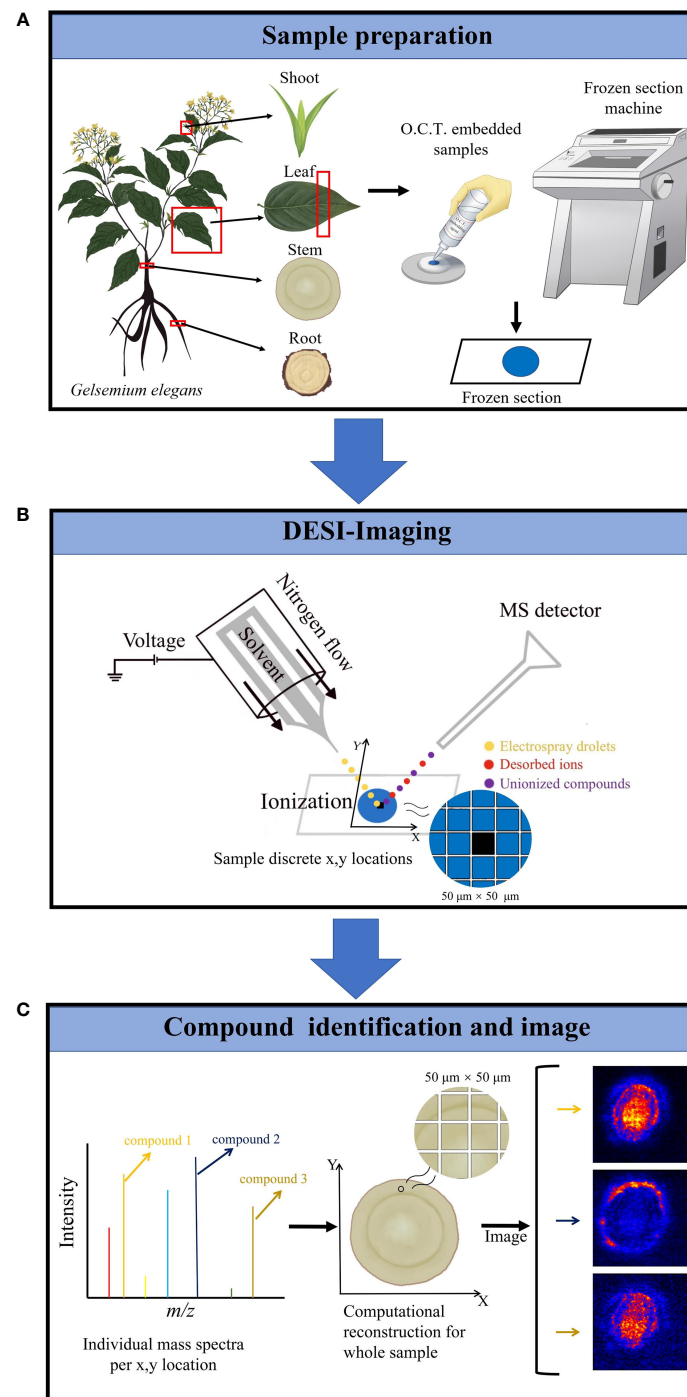 A
Sample preparation
Shoot
Leaf
Stem
Root
Gelsemium elegans
O.C.T. embedded
samples
O.C.T
Frozen section
machine
Frozen section
B
DESI-Imaging
Voltage
Solvent
Nitrogen flow
MS detector
Electrospray drolets
Desorbed ions
Unionized compounds
Ionization
Y
X
Sample discrete x,y locations
50 μm × 50 μm
C
Compound identification and image
50 μm × 50 μm
compound 1
compound 2
compound 3
Intensity
m/z
Individual mass spectra
per x,y location
Y
X
Computational
reconstruction for
whole sample
Image